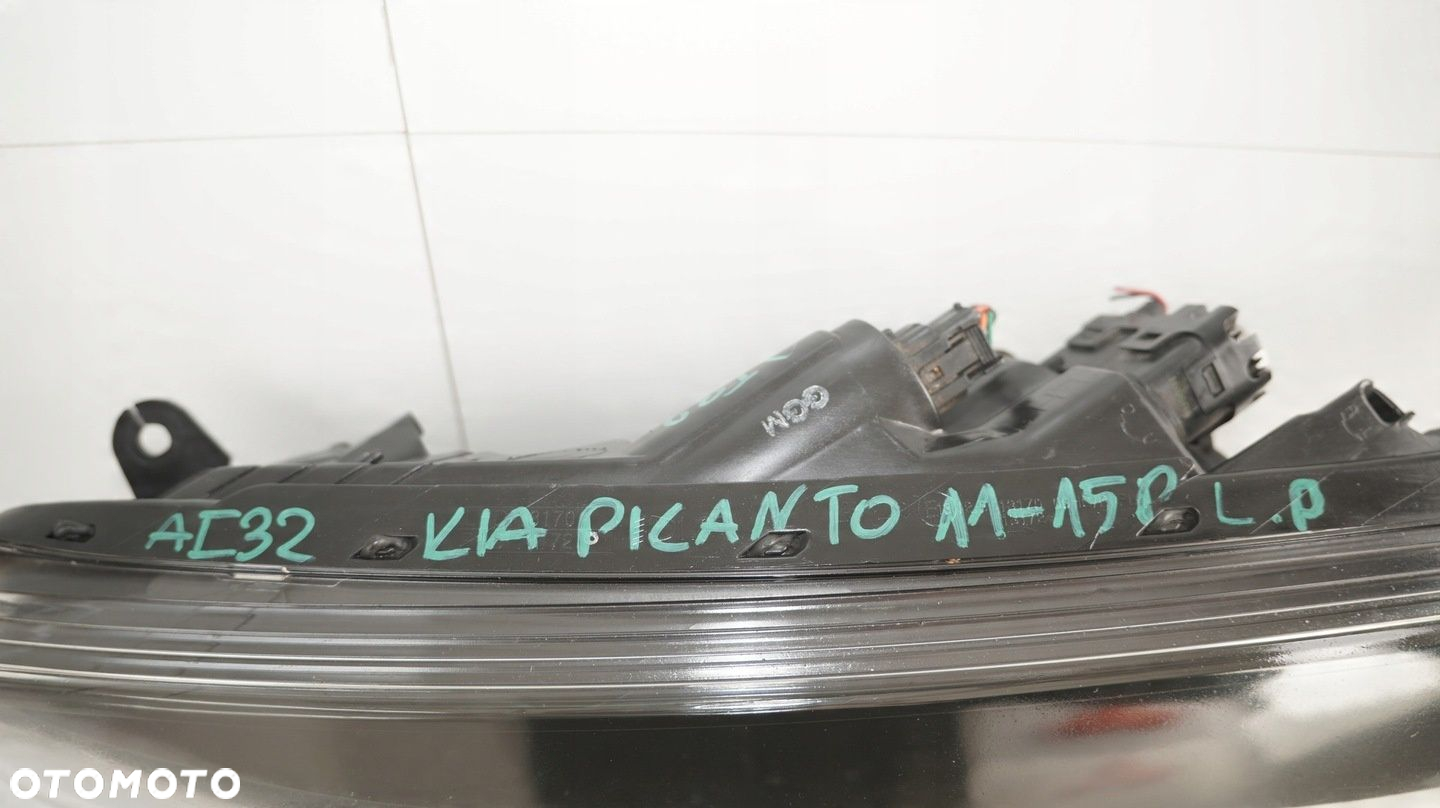 GGM
AC32 KIA PICANTO 11-15R L.P
OTOMOTO